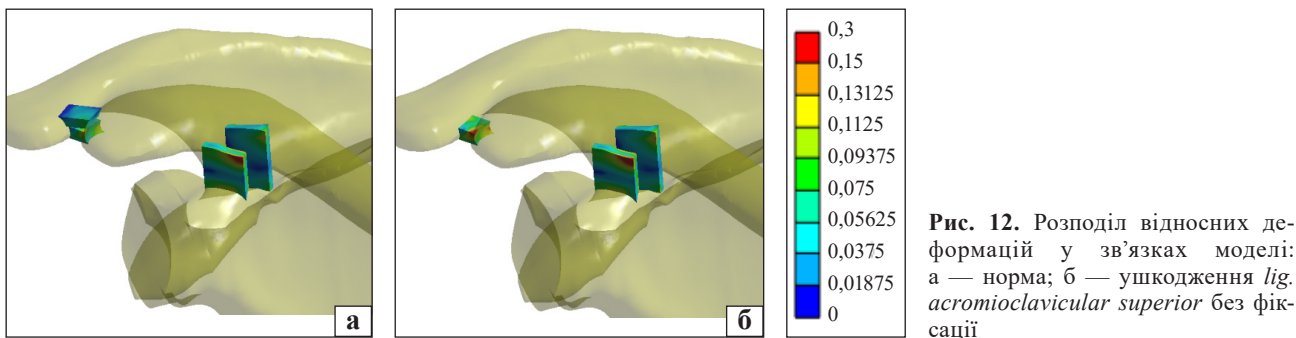 а
б
0,3
0,15
0,13125
0,1125
0,09375
0,075
0,05625
0,0375
0,01875
0
Рис. 12. Розподіл відносних де-
формацій у зв'язках моделі:
а — норма; б — ушкодження lig.
acromioclavicular superior без фік-
сації